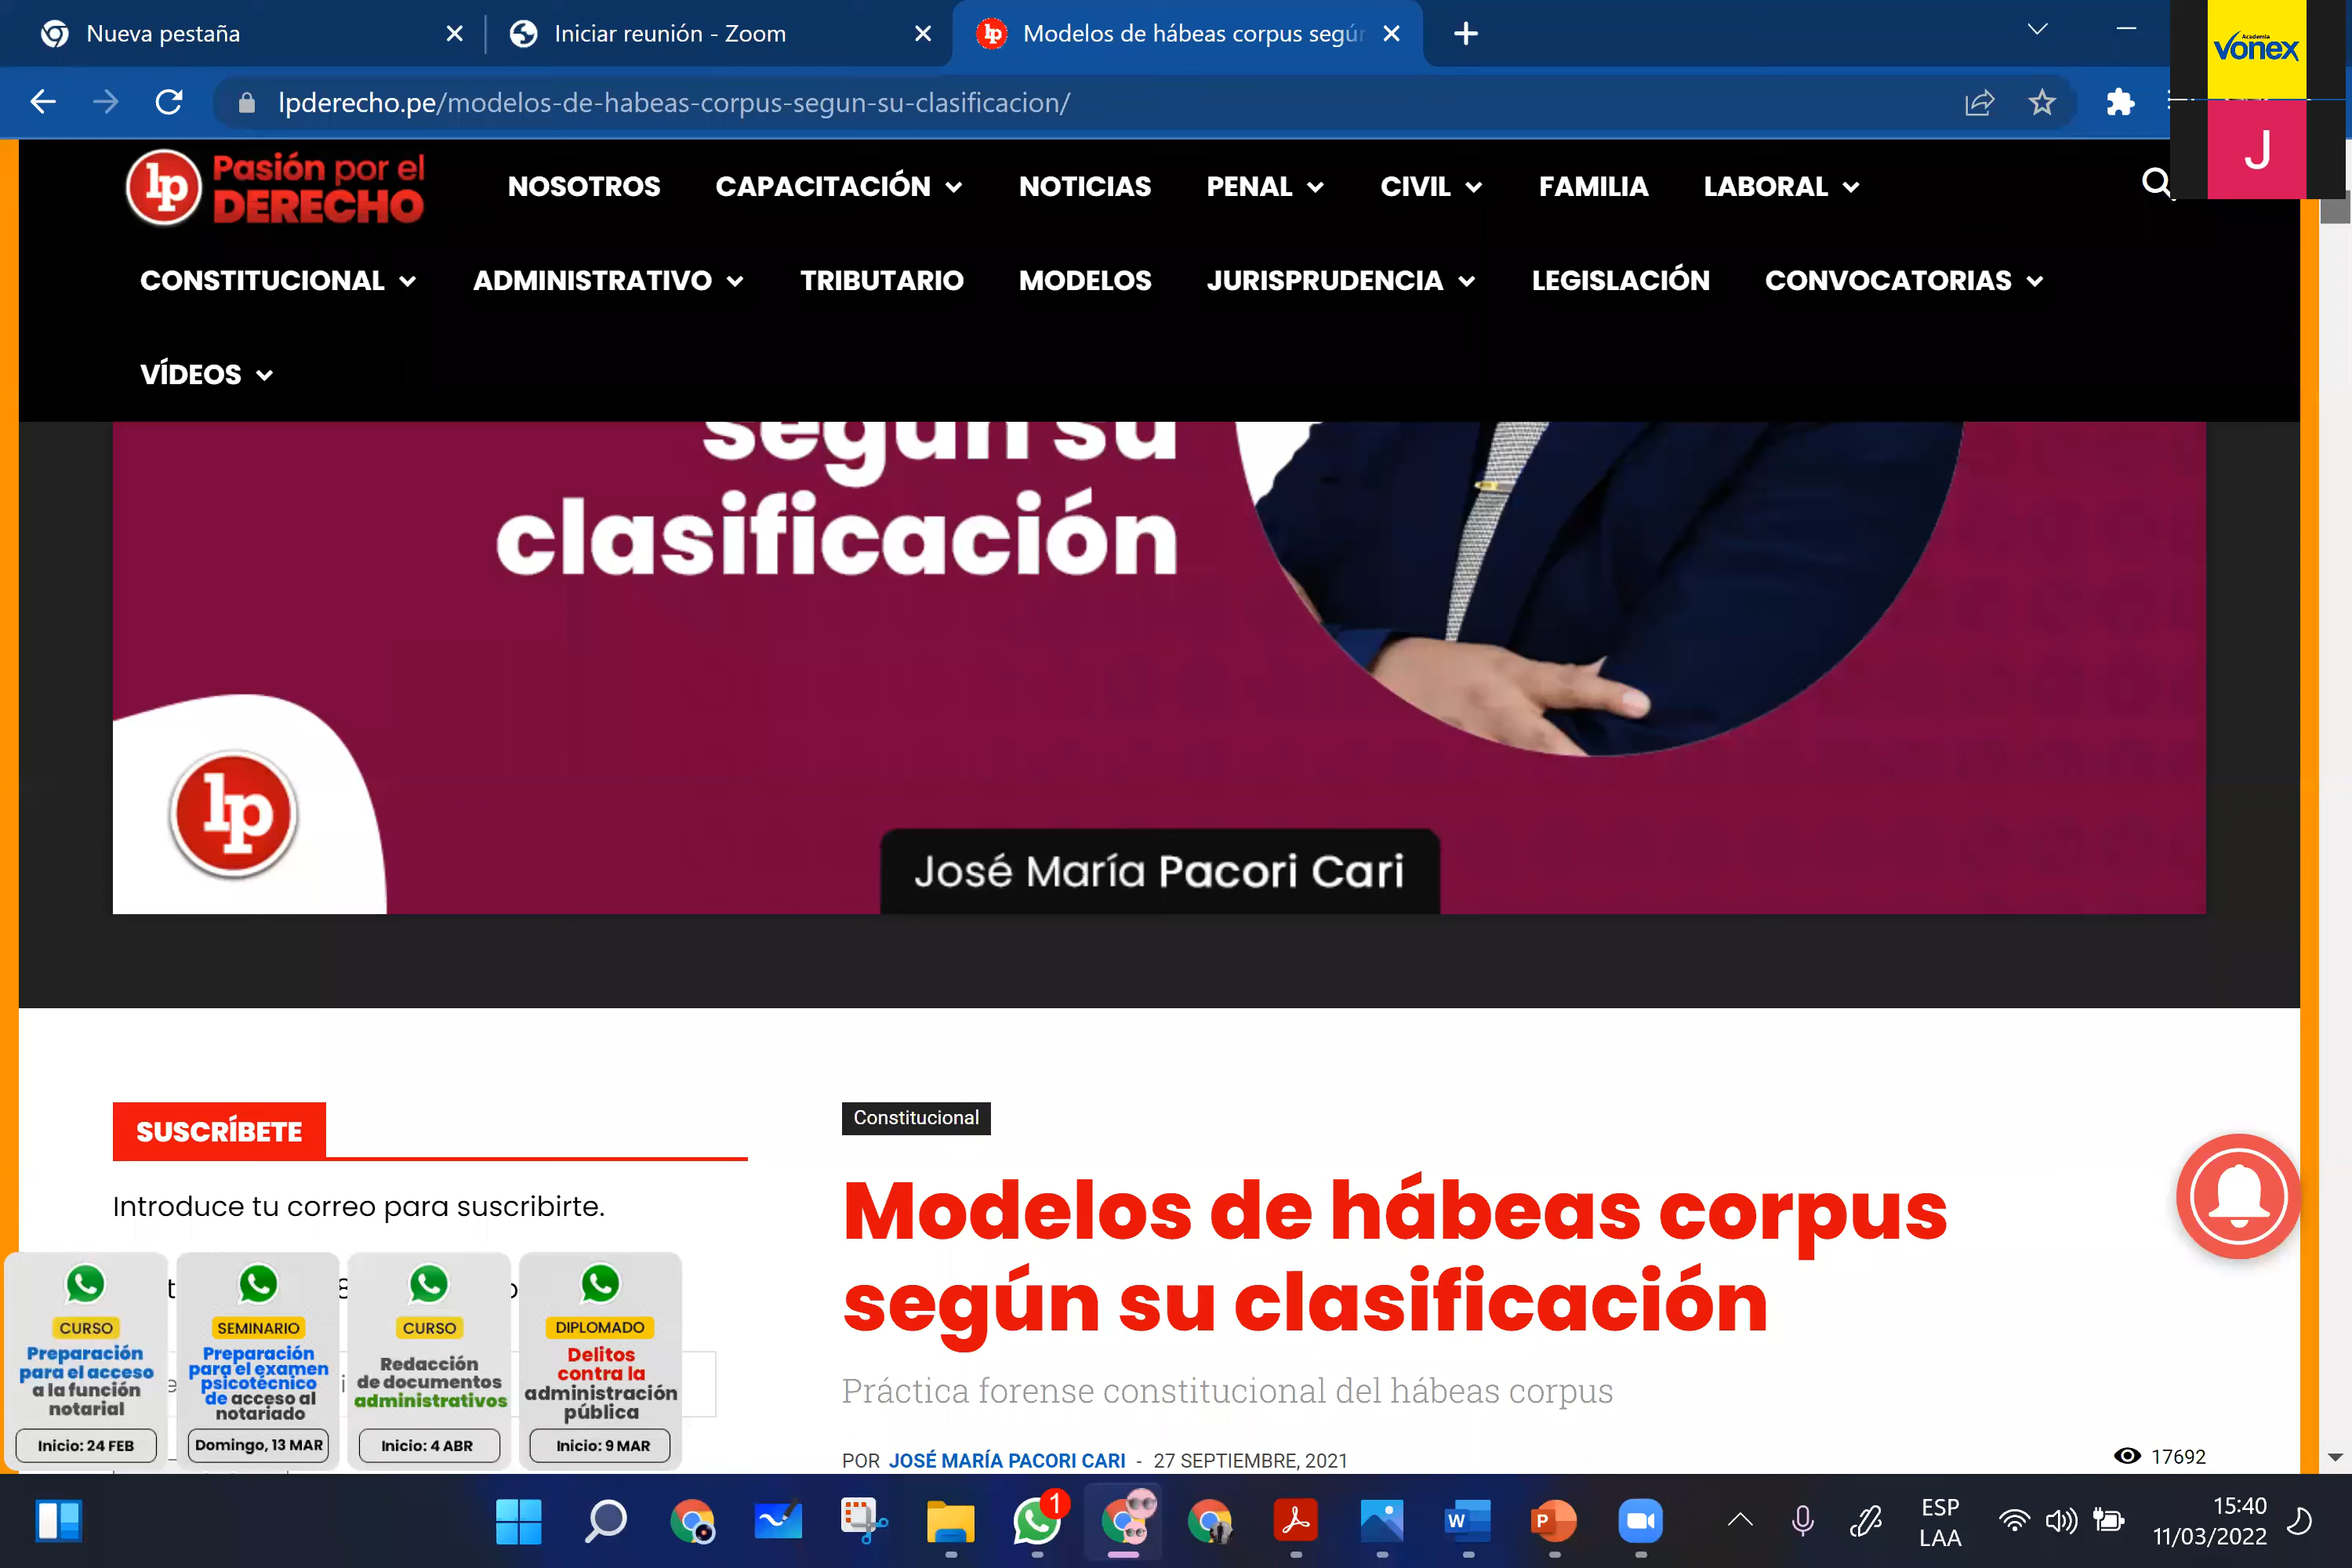 Nueva pestaña
Iniciar reunión - Zoom
Modelos de hábeas corpus según
lpderecho.pe/modelos-de-habeas-corpus-segun-su-clasificacion/
Academia
vonex
J
lp Pasión por el
DERECHO
NOSOTROS CAPACITACIÓN NOTICIAS PENAL CIVIL FAMILIA LABORAL
CONSTITUCIONAL ADMINISTRATIVO TRIBUTARIO MODELOS JURISPRUDENCIA LEGISLACIÓN CONVOCATORIAS
VÍDEOS
según su
clasificación
lp
José María Pacori Cari
SUSCRÍBETE
Introduce tu correo para suscribirte.
CURSO
Preparación
para el acceso
a la función
notarial
Inicio: 24 FEB
SEMINARIO
Preparación
para el examen
psicotécnico
de acceso al
notariado
Domingo, 13 MAR
CURSO
Redacción
de documentos
administrativos
Inicio: 4 ABR
DIPLOMADO
Delitos
contra la
administración
pública
Inicio: 9 MAR
Constitucional
Modelos de hábeas corpus
según su clasificación
Práctica forense constitucional del hábeas corpus
POR JOSÉ MARÍA PACORI CARI - 27 SEPTIEMBRE, 2021
17692
1
W
P
ESP
LAA
15:40
11/03/2022